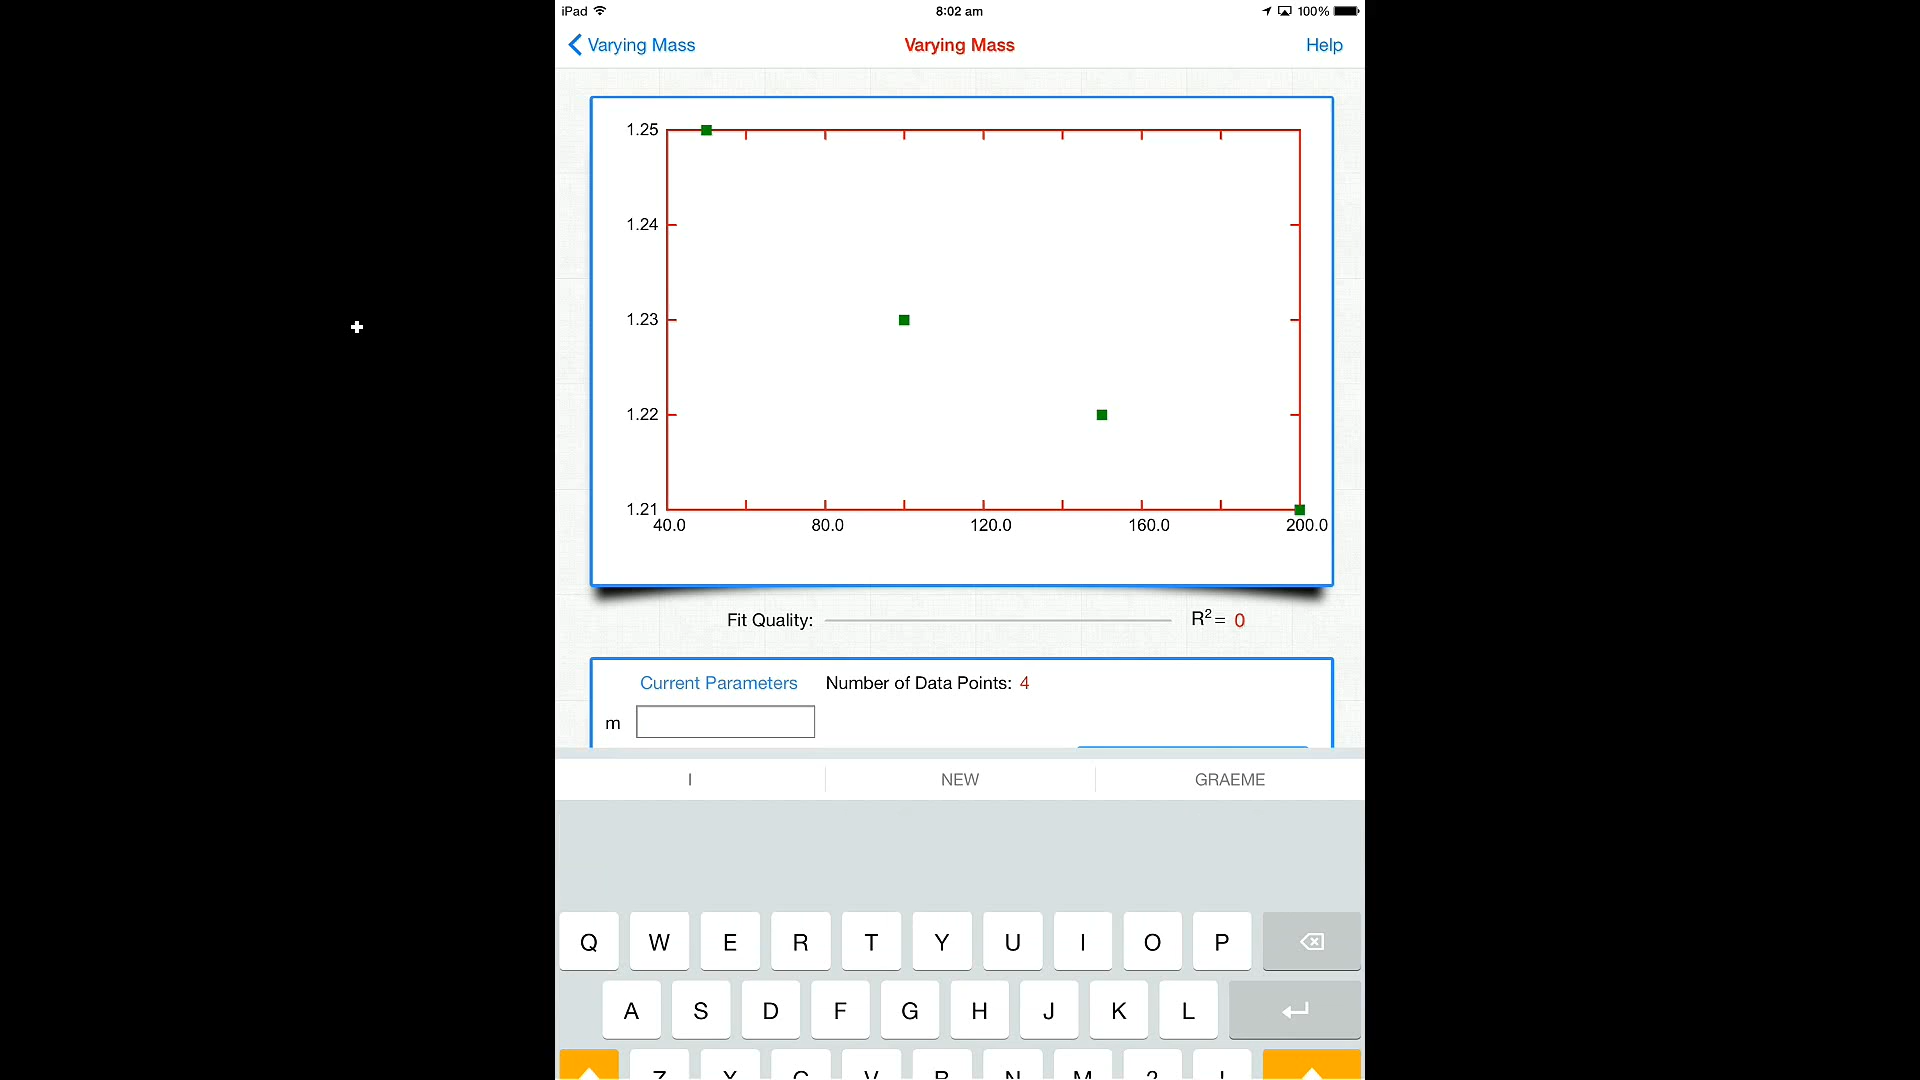 iPad 8:02 am 100%
Varying Mass Varying Mass Help
1.25
1.24
1.23
1.22
1.21
40.0 80.0 120.0 160.0 200.0
Fit Quality: R²= 0
Current Parameters Number of Data Points: 4
m
I NEW GRAEME
Q W E R T Y U I O P
A S D F G H J K L
Z X C V B N M ? !